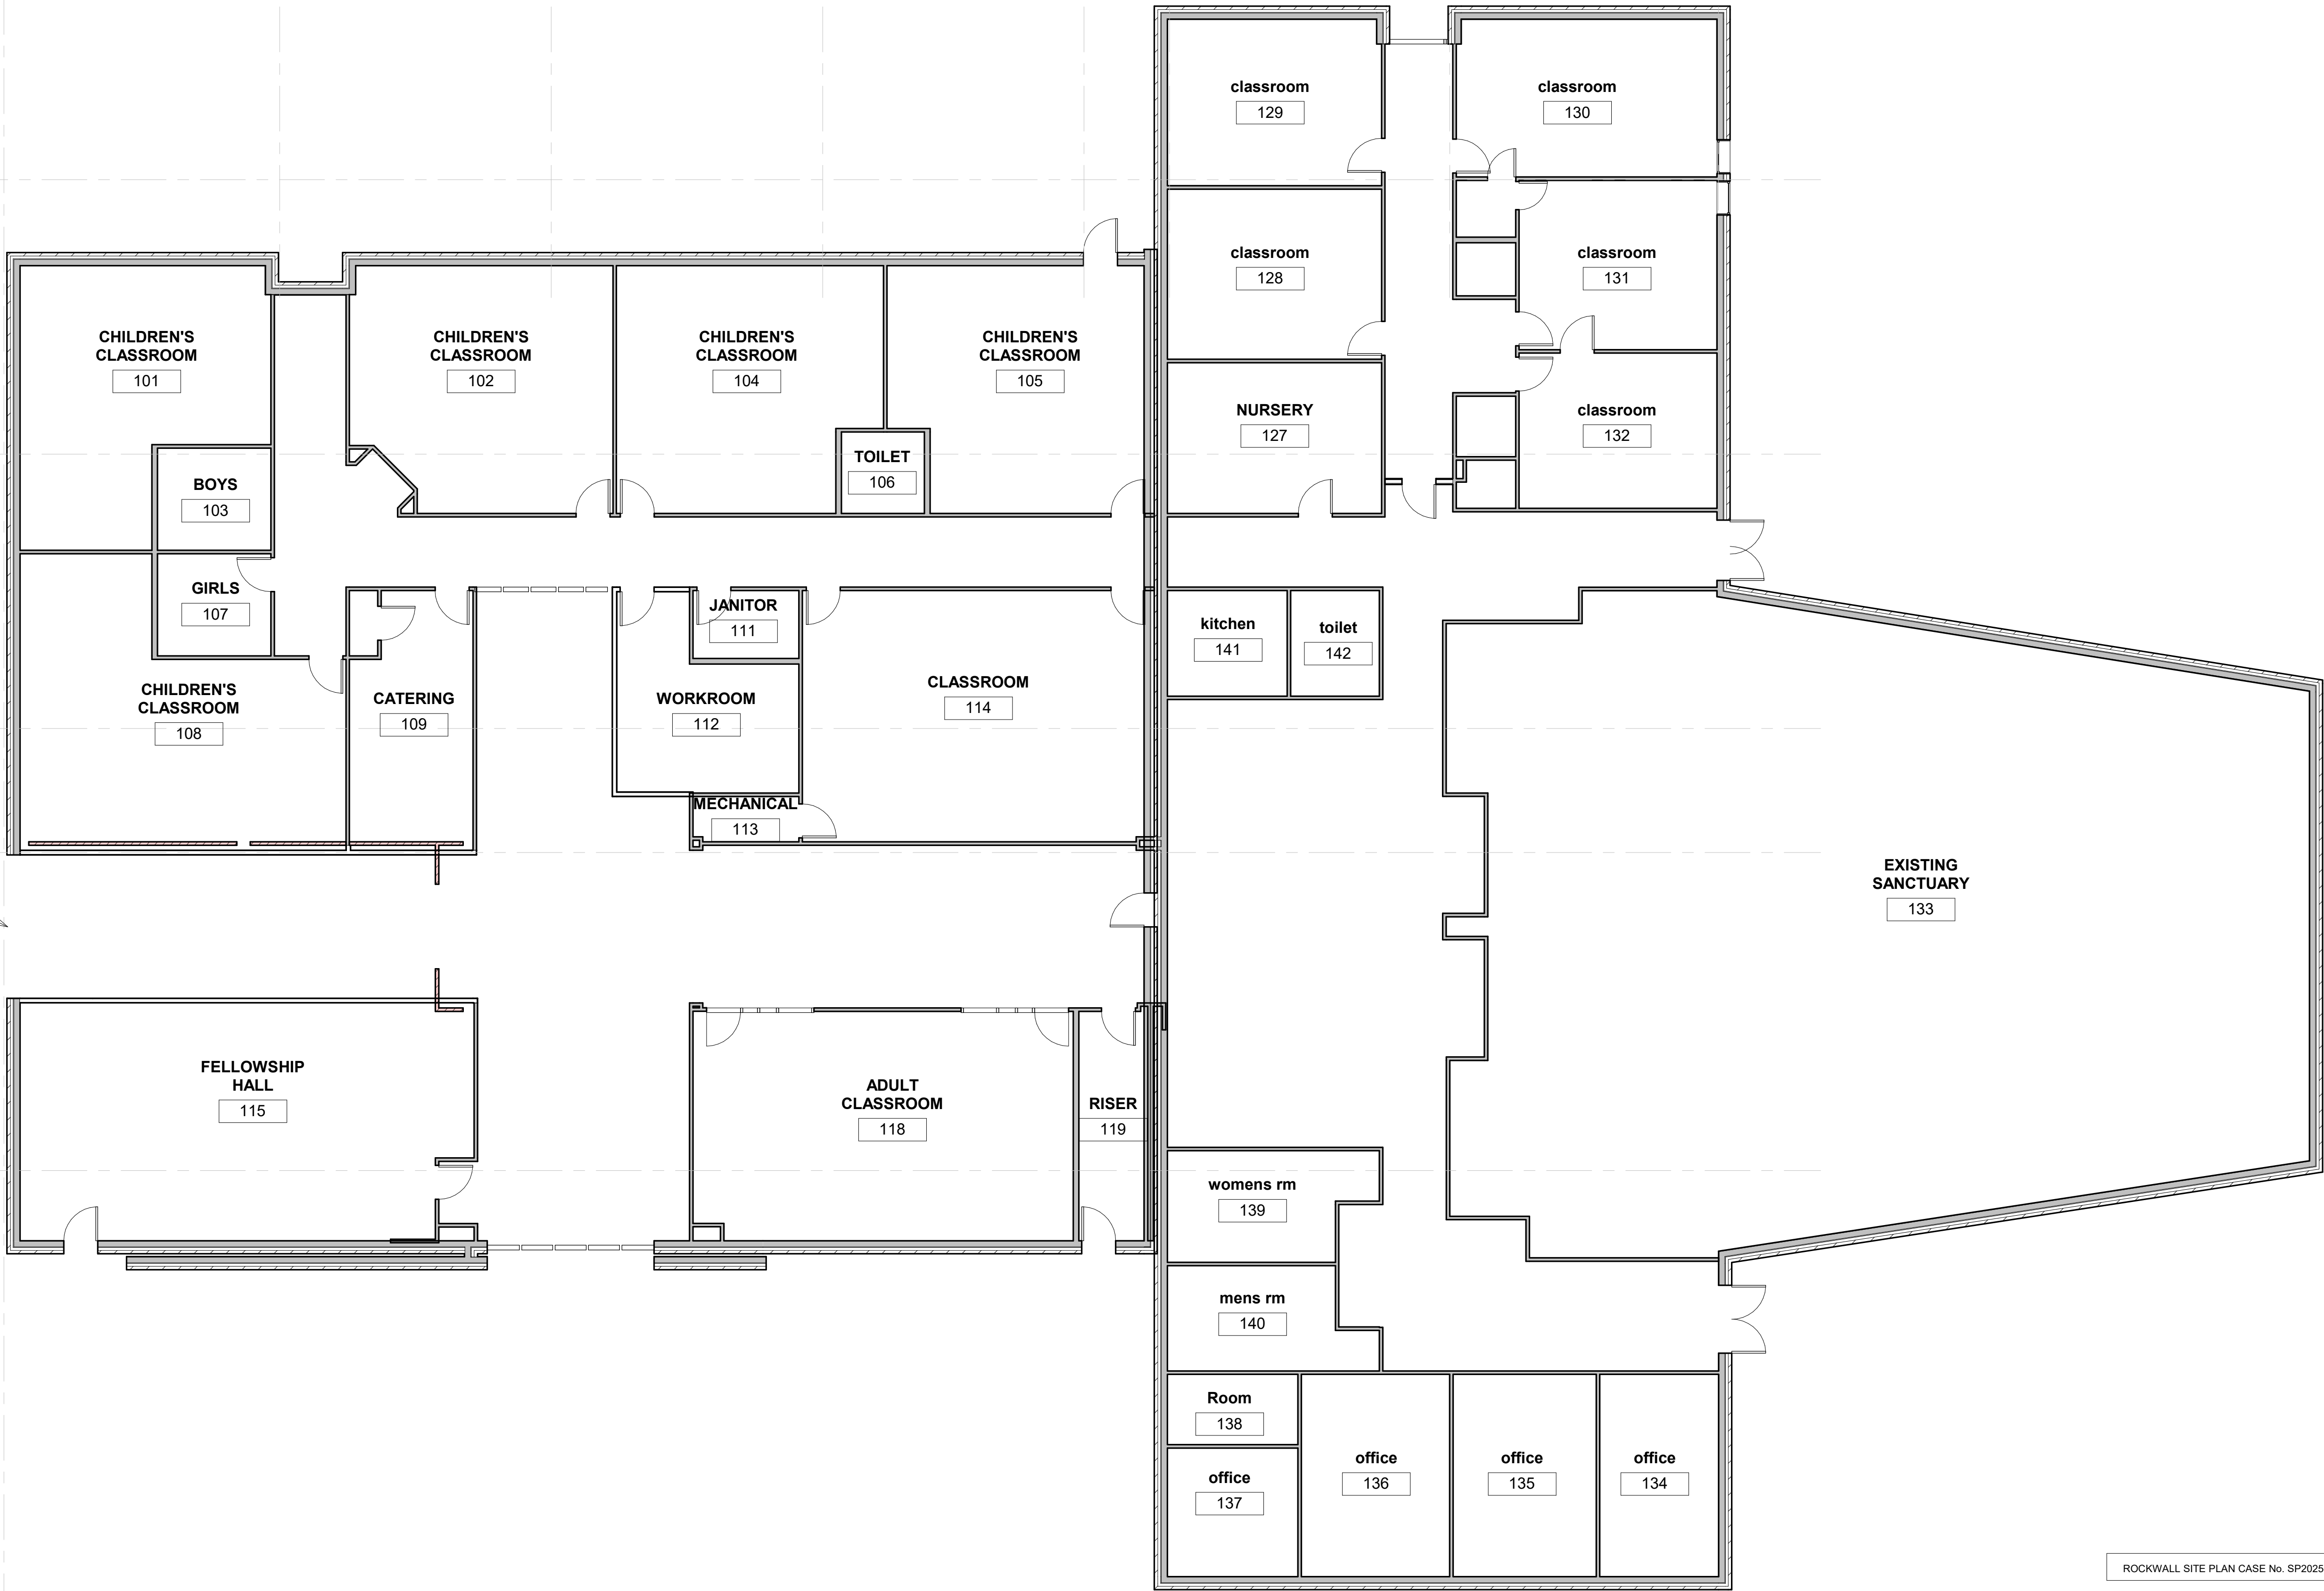 classroom
129
classroom
130
classroom
128
classroom
131
CHILDREN'S
CLASSROOM
101
CHILDREN'S
CLASSROOM
102
CHILDREN'S
CLASSROOM
104
CHILDREN'S
CLASSROOM
105
NURSERY
127
classroom
132
TOILET
106
BOYS
103
GIRLS
107
JANITOR
111
kitchen
141
toilet
142
CHILDREN'S
CLASSROOM
108
CATERING
109
WORKROOM
112
CLASSROOM
114
MECHANICAL
113
EXISTING
SANCTUARY
133
FELLOWSHIP
HALL
115
ADULT
CLASSROOM
118
RISER
119
womens rm
139
mens rm
140
Room
138
office
137
office
136
office
135
office
134
ROCKWALL SITE PLAN CASE No. SP2025